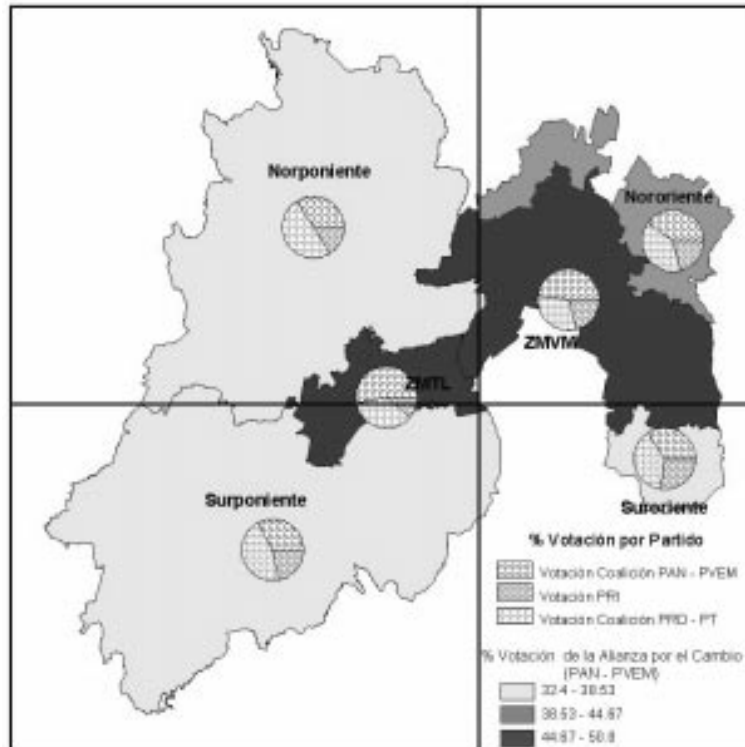 Norponiente
Nororiente
ZMVM
ZMTL
Surponiente
Suroriente
% Votación por Partido
Votación Coalición PAN - PVEM
Votación PRI
Votación Coalición PRD - PT
% Votación de la Alianza por el Cambio
(PAN - PVEM)
32.4 - 38.53
38.53 - 44.67
44.67 - 50.8